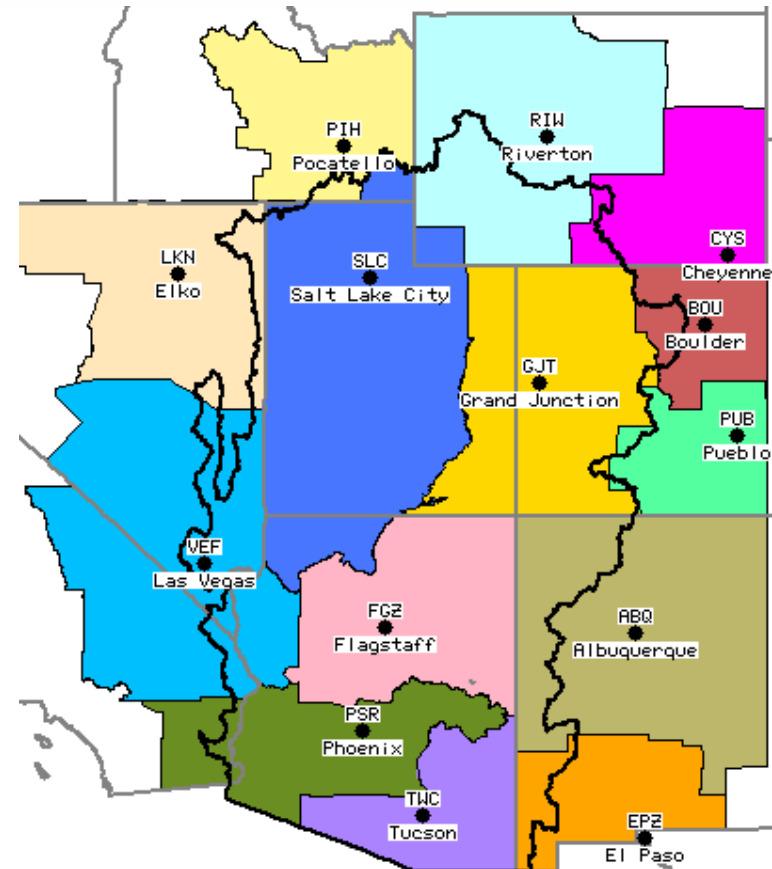 RIW
Riverton
PIH
Pocatello
CYS
Cheyenne
LKN
Elko
SLC
Salt Lake City
BOU
Boulder
GJT
Grand Junction
PUB
Pueblo
VEF
Las Vegas
FGZ
Flagstaff
ABQ
Albuquerque
PSR
Phoenix
TWC
Tucson
EPZ
El Paso